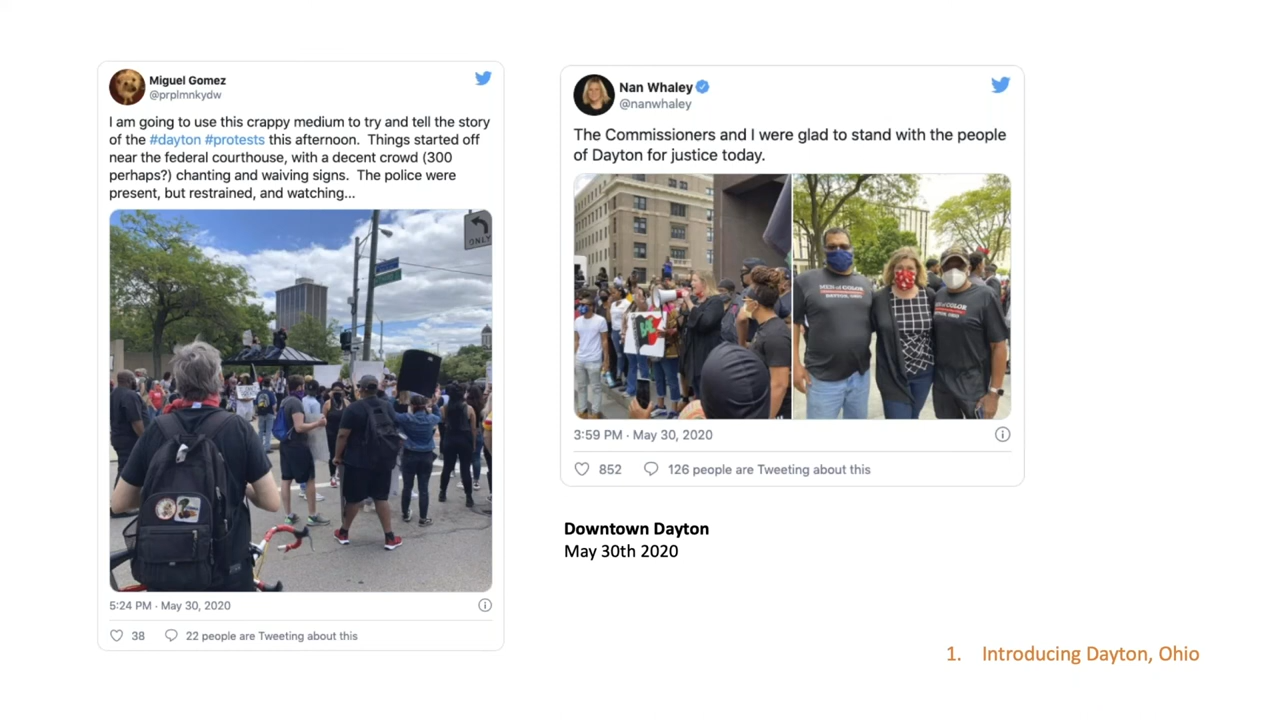 Miguel Gomez
@prplmnkydw
I am going to use this crappy medium to try and tell the story
of the #dayton #protests this afternoon. Things started off
near the federal courthouse, with a decent crowd (300
perhaps?) chanting and waiving signs. The police were
present, but restrained, and watching...
ONLY
5:24 PM · May 30, 2020
38 22 people are Tweeting about this
Nan Whaley
@nanwhaley
The Commissioners and I were glad to stand with the people
of Dayton for justice today.
MEN of COLOR
DAYTON, OHIO
3:59 PM · May 30, 2020
852 126 people are Tweeting about this
Downtown Dayton
May 30th 2020
1. Introducing Dayton, Ohio